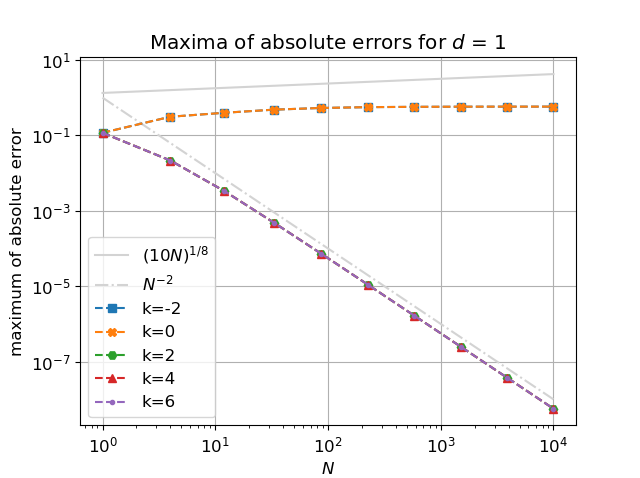 Maxima of absolute errors for d = 1
maximum of absolute error
10^1
10^-1
10^-3
10^-5
10^-7
(10N)^1/8
N^-2
k=-2
k=0
k=2
k=4
k=6
10^0
10^1
10^2
10^3
10^4
N